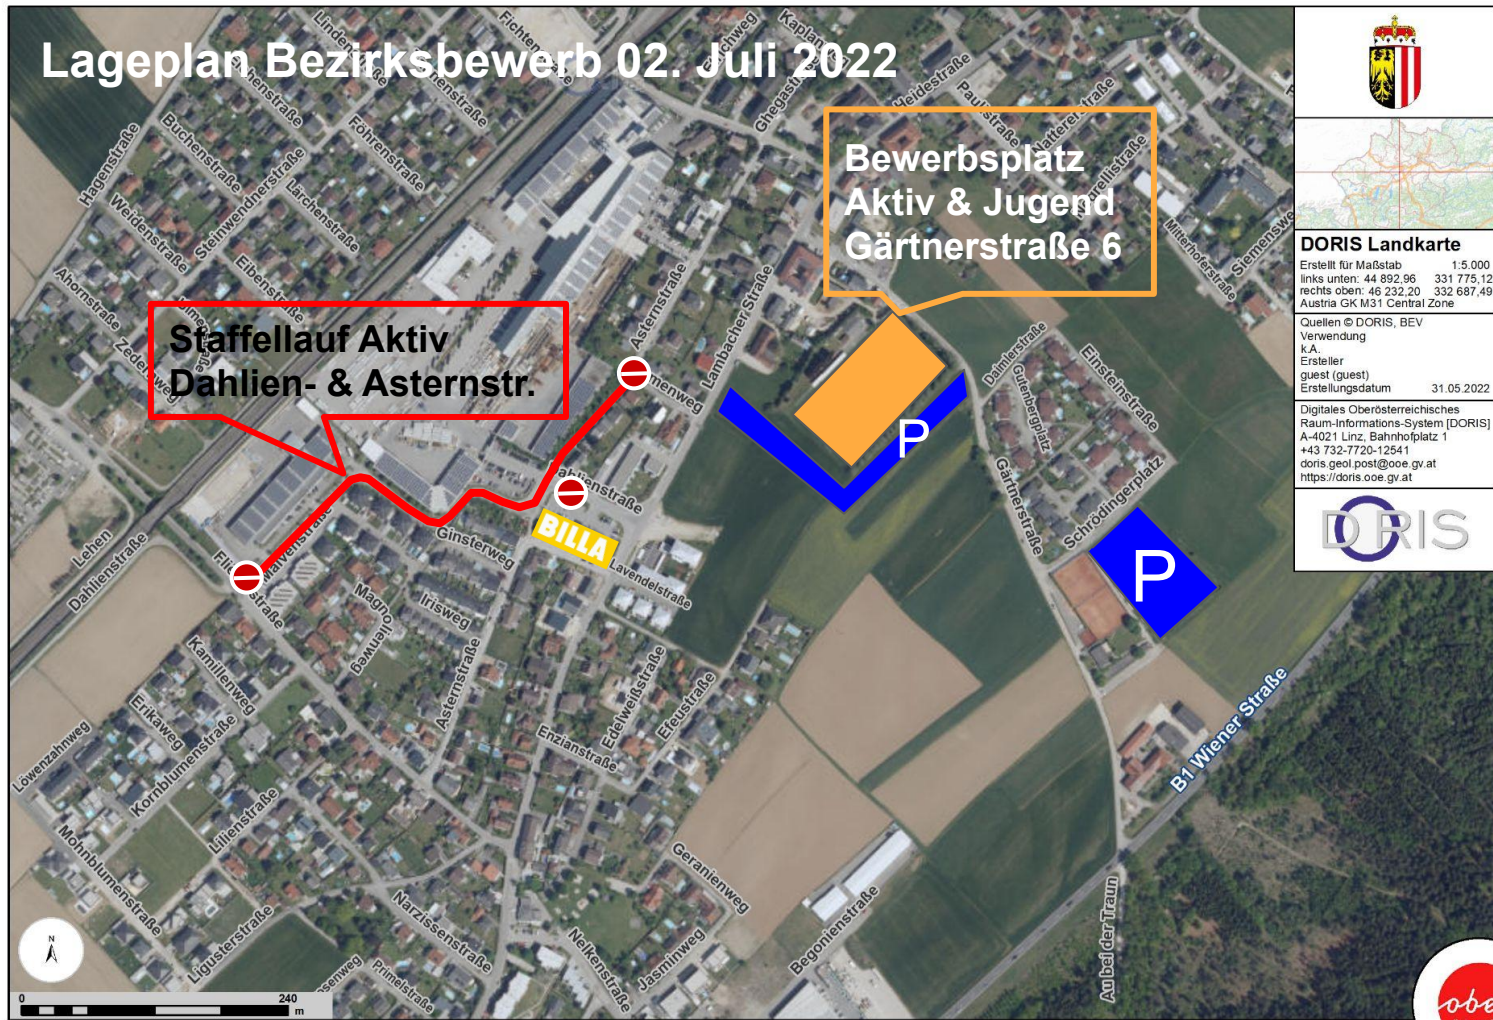 Lageplan Bezirksbewerb 02. Juli 2022
Bewerbsplatz
Aktiv & Jugend
Gärtnerstraße 6
Staffellauf Aktiv
Dahlien- & Asternstr.
BILLA
P
P
Hagenstraße
Buchenstraße
Föhrenstraße
Weidenstraße
Steinwendnerstraße
Lärchenstraße
Eibenstraße
Ahornstraße
Ghegastraße
Heidestraße
Mitterhoferstraße
Asternstraße
Lambacher Straße
Daimlerstraße
Gutenbergplatz
Einsteinstraße
Schrödingerplatz
Gärtnerstraße
Lehen
Dahlienstraße
Malvenstraße
Ginsterweg
Lavendelstraße
Magnolienweg
Irisweg
Kamillenweg
Erikaweg
Kornblumenstraße
Löwenzahnweg
Asternstraße
Edelweißstraße
Efeustraße
Enzianstraße
Lilienstraße
Mohnblumenstraße
Ligusterstraße
Narzissenstraße
Primelstraße
Nelkenstraße
Jasminweg
Geranienweg
Begonienstraße
B1 Wiener Straße
Au bei der Traun
N
0 240
m
DORIS Landkarte
Erstellt für Maßstab 1:5.000
links unten: 44 892,96 331 775,12
rechts oben: 46 232,20 332 687,49
Austria GK M31 Central Zone
Quellen © DORIS, BEV
Verwendung
k.A.
Ersteller
guest (guest)
Erstellungsdatum 31.05.2022
Digitales Oberösterreichisches
Raum-Informations-System [DORIS]
A-4021 Linz, Bahnhofplatz 1
+43 732-7720-12541
doris.geol.post@ooe.gv.at
https://doris.ooe.gv.at
DORIS